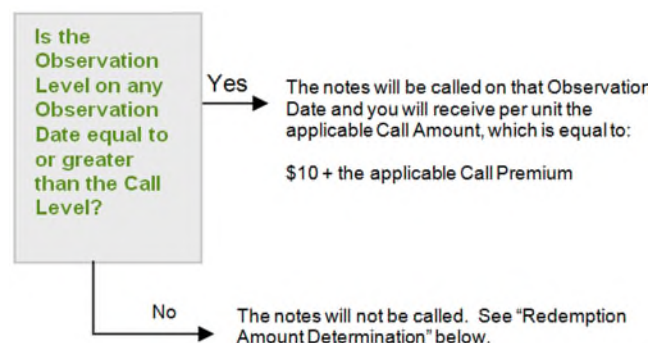 Is the
Observation
Level on any
Observation
Date equal to
or greater
than the Call
Level?
Yes
The notes will be called on that Observation
Date and you will receive per unit the
applicable Call Amount, which is equal to:
$10 + the applicable Call Premium
No
The notes will not be called. See "Redemption
Amount Determination" below.